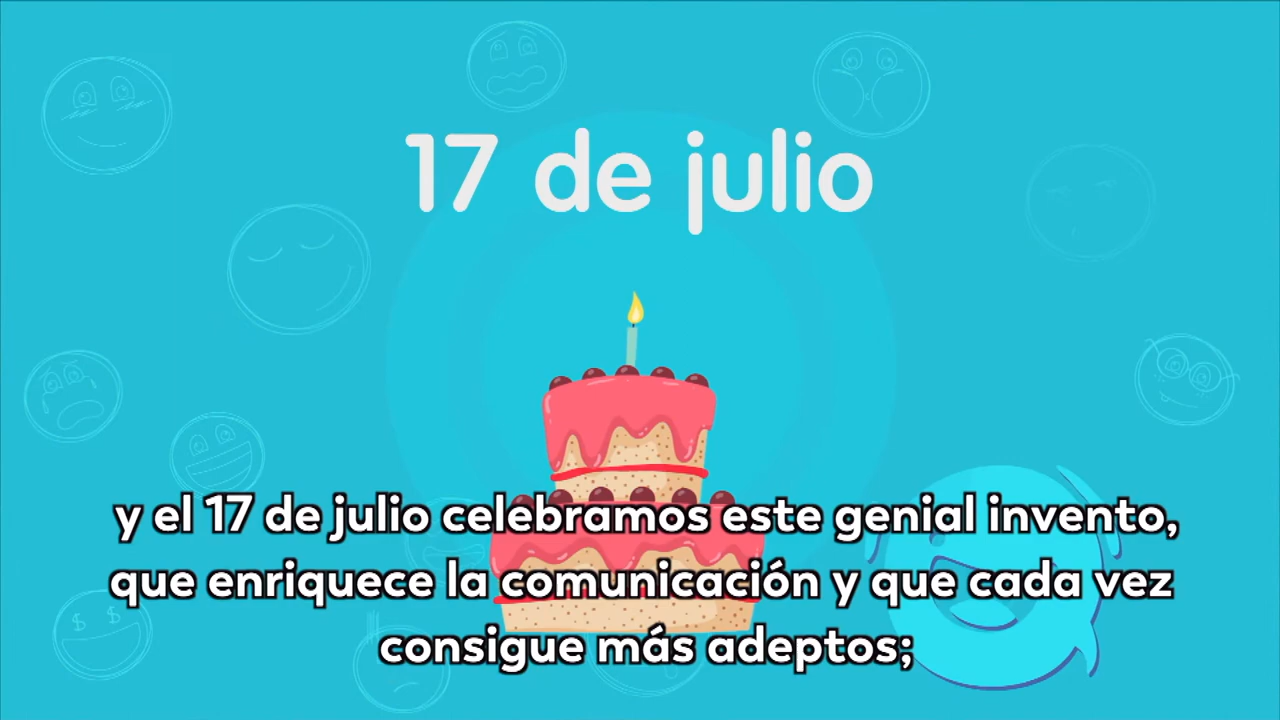 17 de julio
y el 17 de julio celebramos este genial invento,
que enriquece la comunicación y que cada vez
consigue más adeptos;